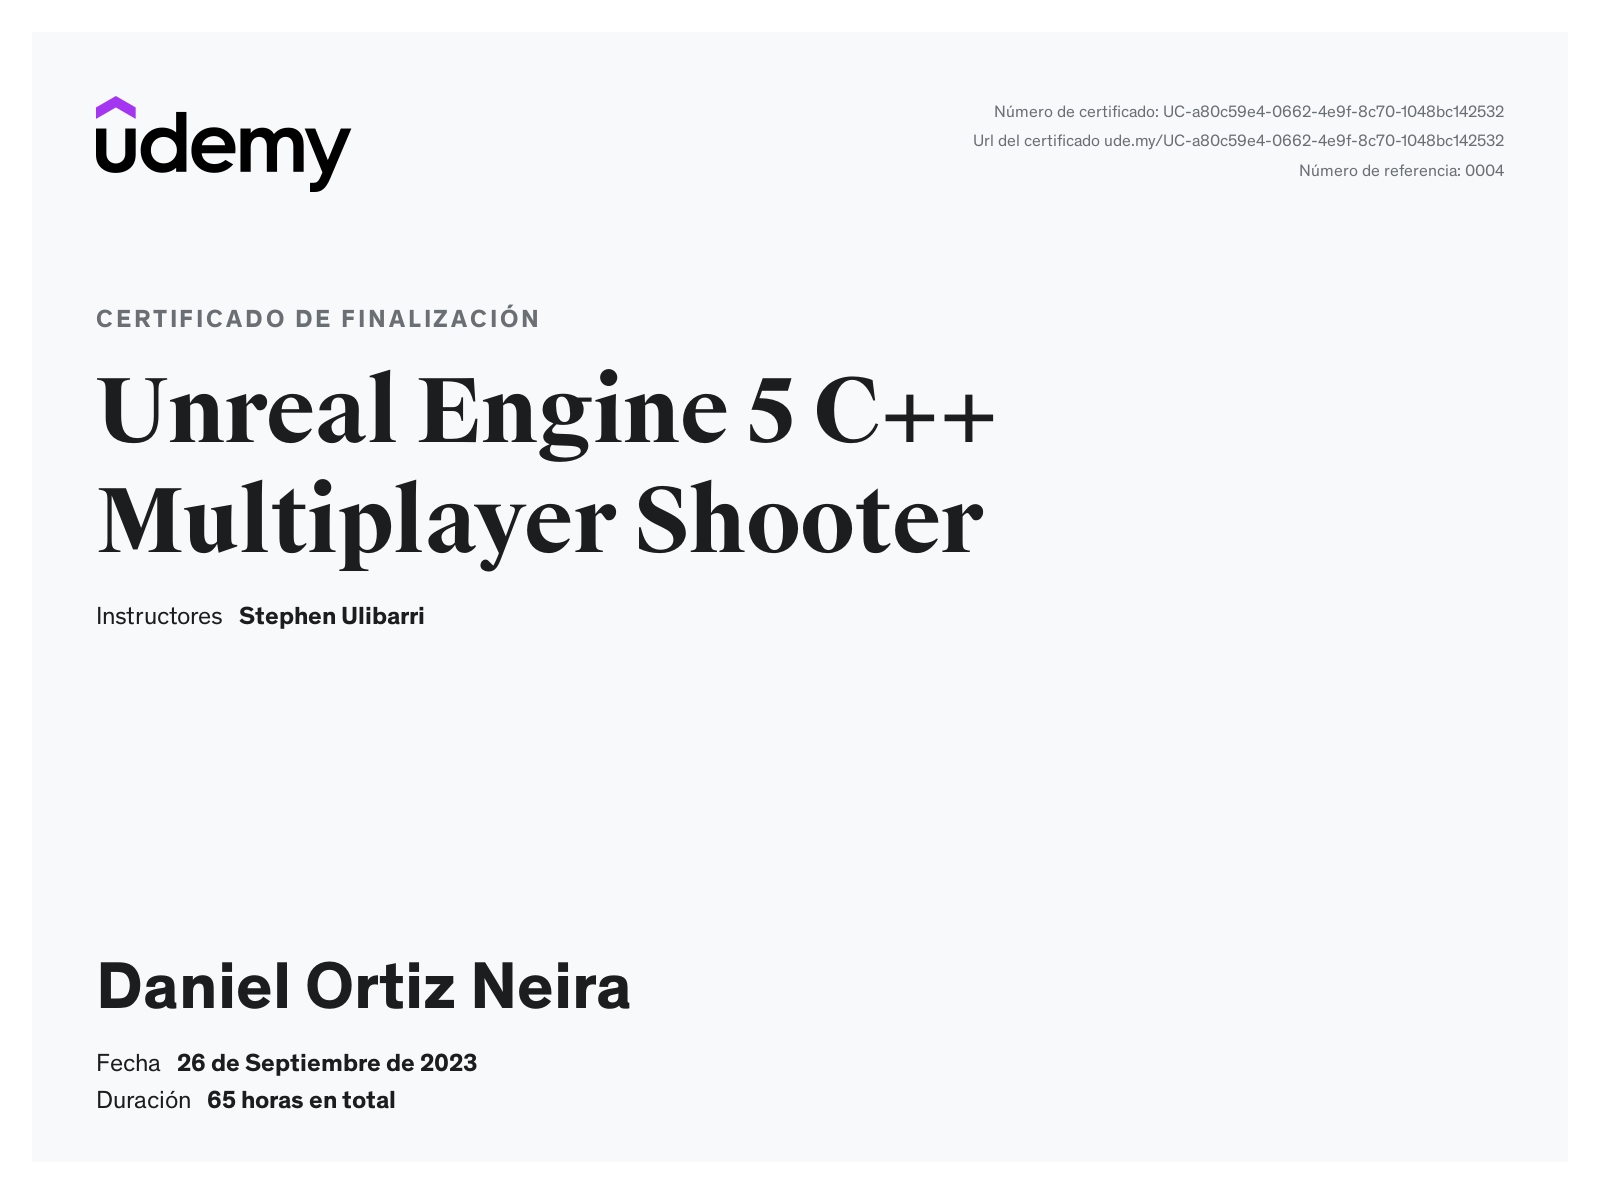 udemy
Número de certificado: UC-a80c59e4-0662-4e9f-8c70-1048bc142532
Url del certificado ude.my/UC-a80c59e4-0662-4e9f-8c70-1048bc142532
Número de referencia: 0004
CERTIFICADO DE FINALIZACIÓN
Unreal Engine 5 C++
Multiplayer Shooter
Instructores Stephen Ulibarri
Daniel Ortiz Neira
Fecha 26 de Septiembre de 2023
Duración 65 horas en total